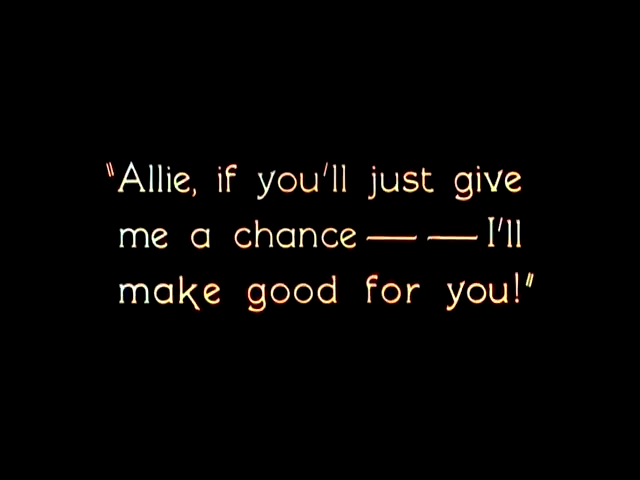 "Allie, if you'll just give
me a chance — — I'll
make good for you!"